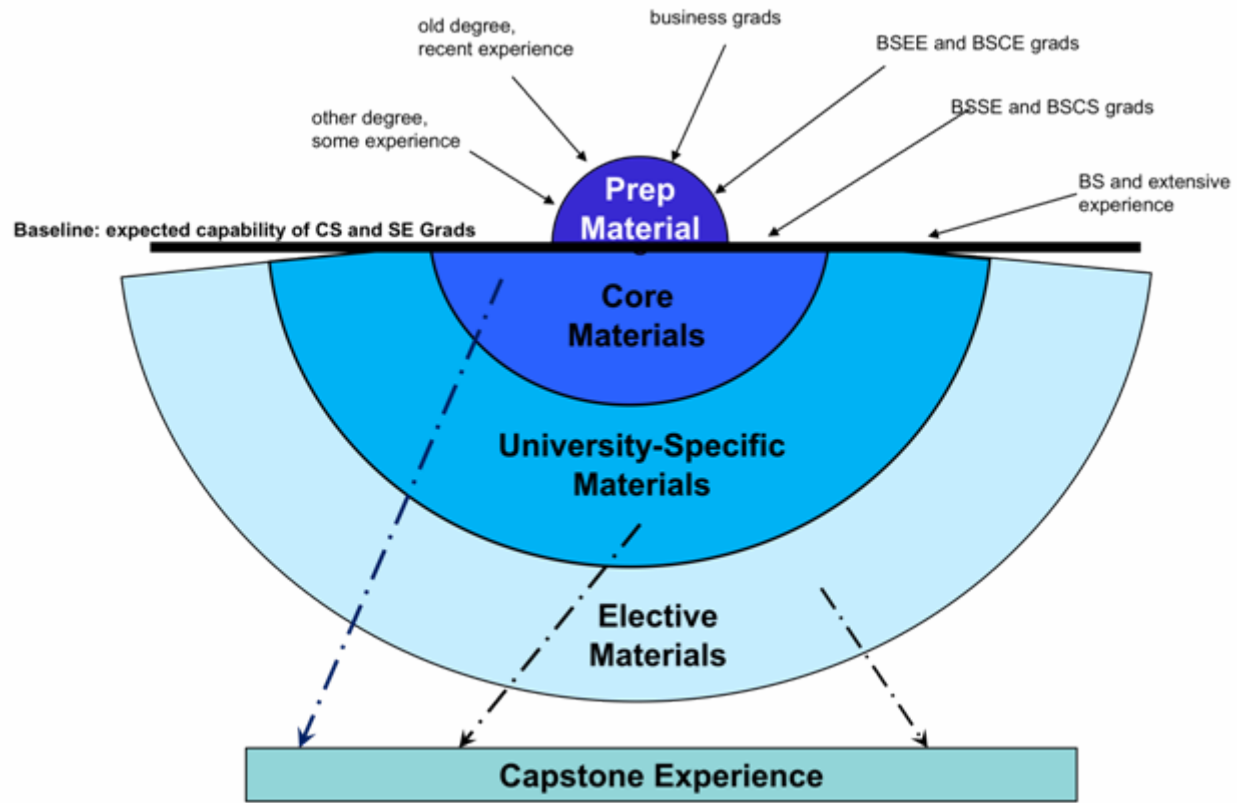 business grads
old degree,
recent experience
BSEE and BSCE grads
BSSE and BSCS grads
other degree,
some experience
Prep
Material
BS and extensive
experience
Baseline: expected capability of CS and SE Grads
Core
Materials
University-Specific
Materials
Elective
Materials
Capstone Experience